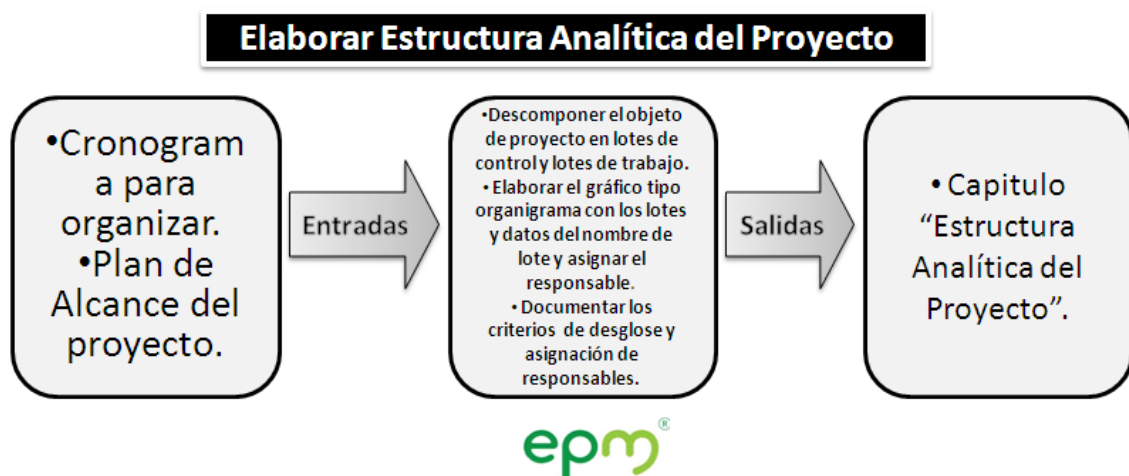 Elaborar Estructura Analítica del Proyecto
•Cronogram
a para
organizar.
•Plan de
Alcance del
proyecto.
Entradas
•Descomponer el objeto
de proyecto en lotes de
control y lotes de trabajo.
• Elaborar el gráfico tipo
organigrama con los lotes
y datos del nombre de
lote y asignar el
responsable.
• Documentar los
criterios de desglose y
asignación de
responsables.
Salidas
• Capitulo
“Estructura
Analítica del
Proyecto”.
epm®